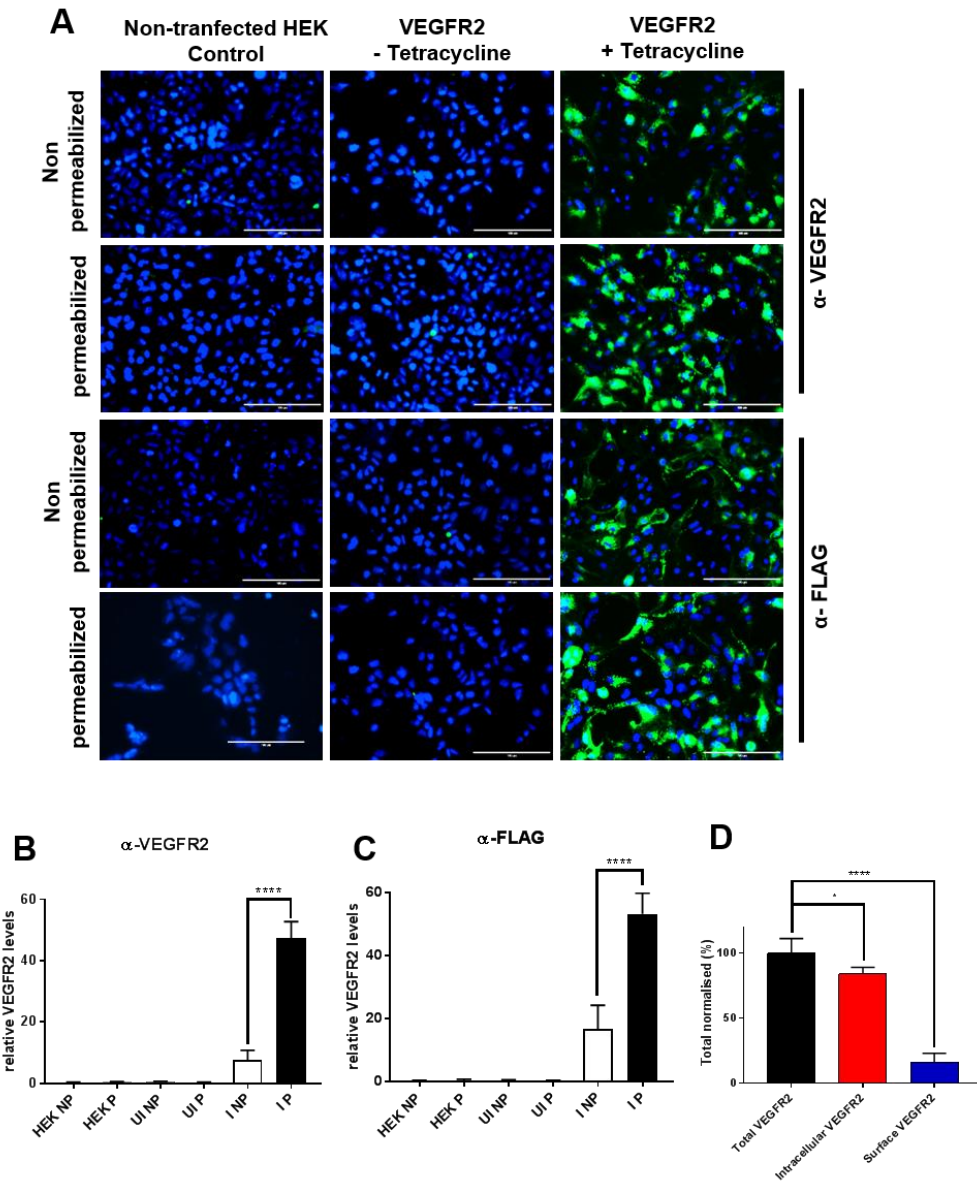 A
Non-tranfected HEK
Control
VEGFR2
- Tetracycline
VEGFR2
+ Tetracycline
Non
permeabilized
permeabilized
Non
permeabilized
permeabilized
α- VEGFR2
α- FLAG
B
α-VEGFR2
relative VEGFR2 levels
60
40
20
0
****
HEK NP
HEK P
UI NP
UI P
I NP
I P
C
α-FLAG
relative VEGFR2 levels
60
40
20
0
****
HEK NP
HEK P
UI NP
UI P
I NP
I P
D
Total normalised (%)
100
50
0
****
*
Total VEGFR2
Intracellular VEGFR2
Surface VEGFR2